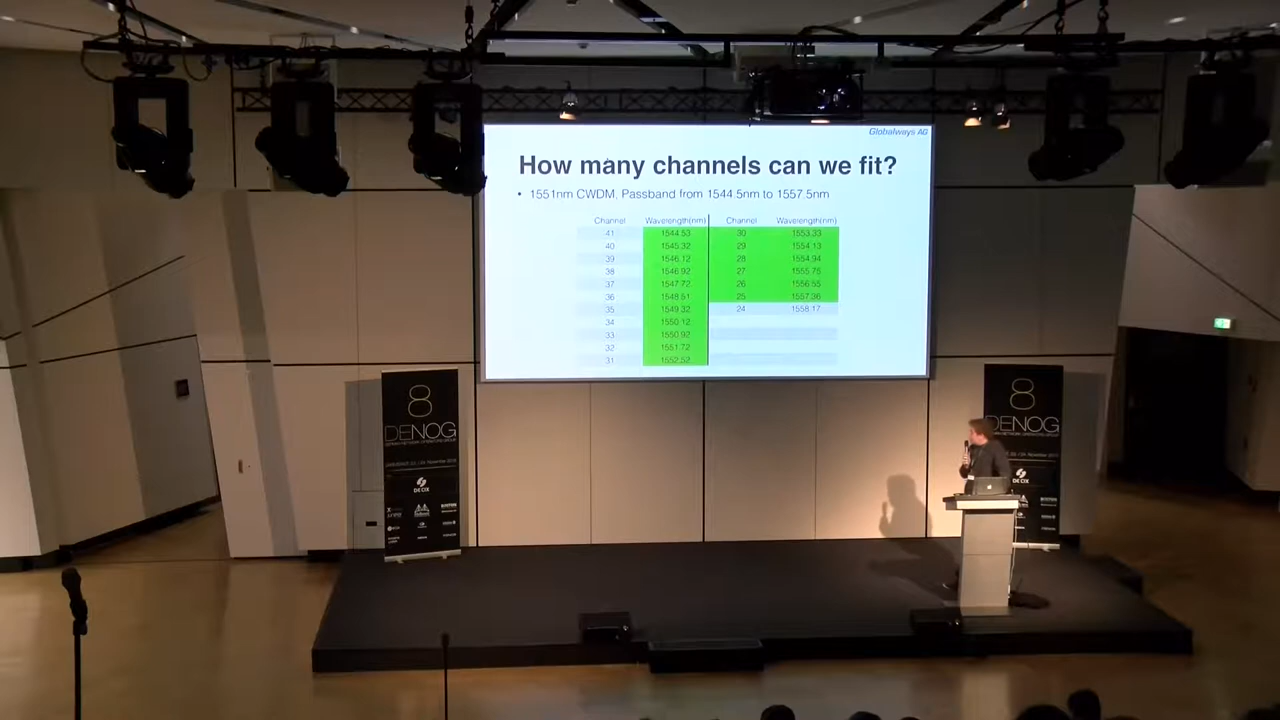 Globalways AG
How many channels can we fit?
• 1551nm CWDM, Passband from 1544.5nm to 1557.5nm
Channel Wavelength(nm) Channel Wavelength(nm)
41 1544.53 30 1553.33
40 1545.32 29 1554.13
39 1546.12 28 1554.94
38 1546.92 27 1555.75
37 1547.72 26 1556.55
36 1548.51 25 1557.36
35 1549.32 24 1558.17
34 1550.12
33 1550.92
32 1551.72
31 1552.52
8
DENOG
DE CIX
8
DENOG